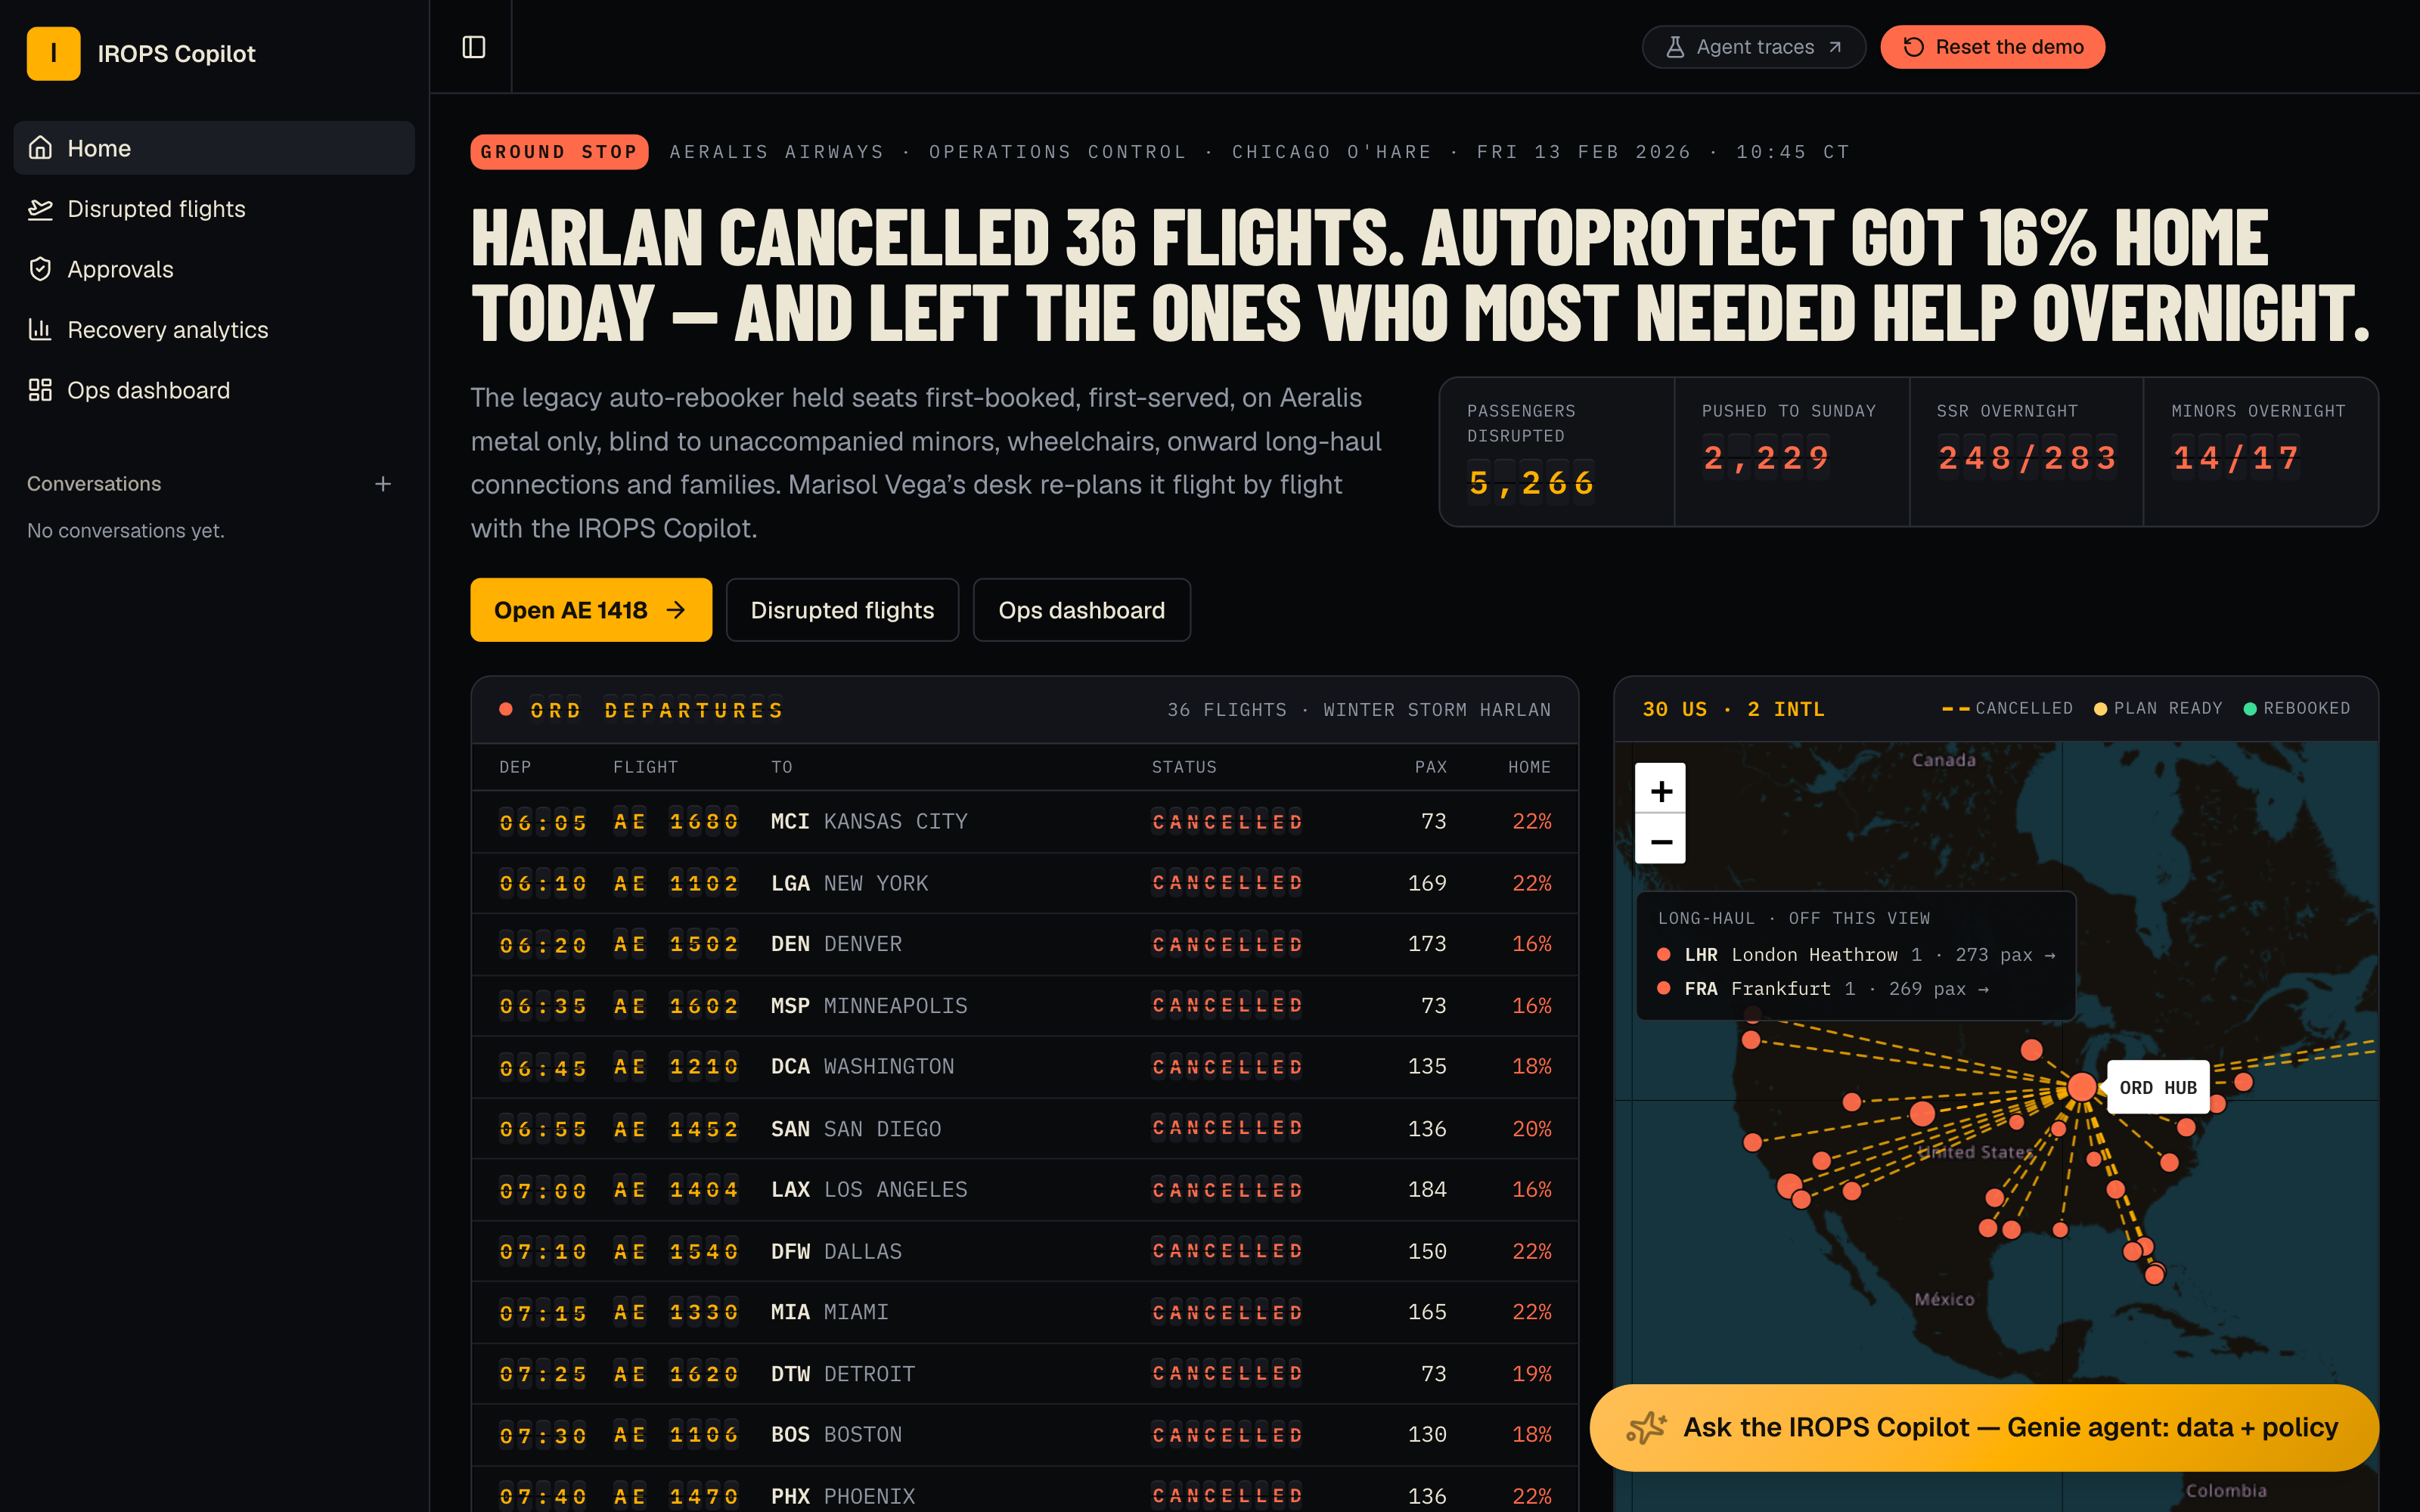 I IROPS Copilot
Home
Disrupted flights
Approvals
Recovery analytics
Ops dashboard
Conversations +
No conversations yet.
Agent traces ↗
Reset the demo
GROUND STOP AERALIS AIRWAYS · OPERATIONS CONTROL · CHICAGO O'HARE · FRI 13 FEB 2026 · 10:45 CT
HARLAN CANCELLED 36 FLIGHTS. AUTOPROTECT GOT 16% HOME
TODAY — AND LEFT THE ONES WHO MOST NEEDED HELP OVERNIGHT.
The legacy auto-rebooker held seats first-booked, first-served, on Aeralis
metal only, blind to unaccompanied minors, wheelchairs, onward long-haul
connections and families. Marisol Vega’s desk re-plans it flight by flight
with the IROPS Copilot.
PASSENGERS
DISRUPTED
5,266
PUSHED TO SUNDAY
2,229
SSR OVERNIGHT
248/283
MINORS OVERNIGHT
14/17
Open AE 1418 →
Disrupted flights
Ops dashboard
ORD DEPARTURES 36 FLIGHTS · WINTER STORM HARLAN
DEP FLIGHT TO STATUS PAX HOME
06:05 AE 1680 MCI KANSAS CITY CANCELLED 73 22%
06:10 AE 1102 LGA NEW YORK CANCELLED 169 22%
06:20 AE 1502 DEN DENVER CANCELLED 173 16%
06:35 AE 1602 MSP MINNEAPOLIS CANCELLED 73 16%
06:45 AE 1210 DCA WASHINGTON CANCELLED 135 18%
06:55 AE 1452 SAN SAN DIEGO CANCELLED 136 20%
07:00 AE 1404 LAX LOS ANGELES CANCELLED 184 16%
07:10 AE 1540 DFW DALLAS CANCELLED 150 22%
07:15 AE 1330 MIA MIAMI CANCELLED 165 22%
07:25 AE 1620 DTW DETROIT CANCELLED 73 19%
07:30 AE 1106 BOS BOSTON CANCELLED 130 18%
07:40 AE 1470 PHX PHOENIX CANCELLED 136 22%
30 US · 2 INTL CANCELLED PLAN READY REBOOKED
Canada
+
−
LONG-HAUL · OFF THIS VIEW
LHR London Heathrow 1 · 273 pax →
FRA Frankfurt 1 · 269 pax →
ORD HUB
United States
México
Ask the IROPS Copilot — Genie agent: data + policy
Colombia